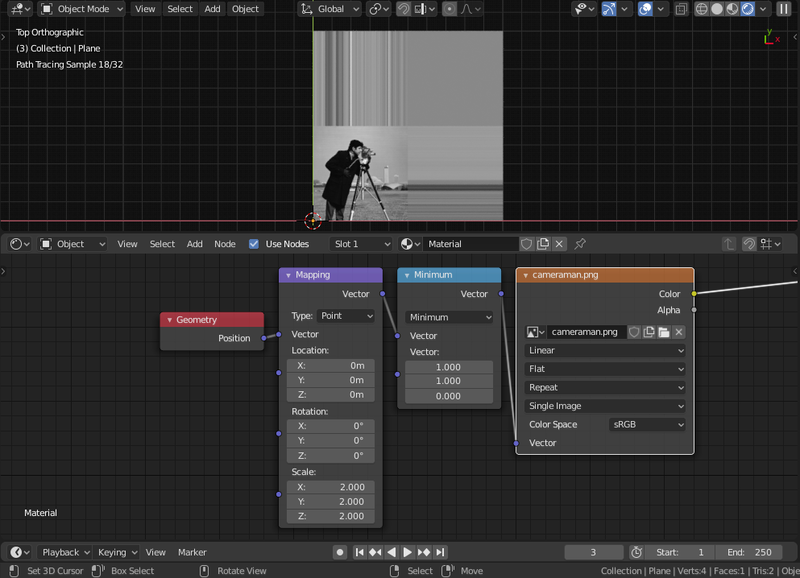 Object Mode View Select Add Object Global
Top Orthographic
(3) Collection | Plane
Path Tracing Sample 18/32
Y
X
Object View Select Add Node Use Nodes Slot 1 Material
Mapping
Vector
Type: Point
Vector
Location:
X: 0m
Y: 0m
Z: 0m
Rotation:
X: 0°
Y: 0°
Z: 0°
Scale:
X: 2.000
Y: 2.000
Z: 2.000
Geometry
Position
Minimum
Vector
Minimum
Vector
Vector:
1.000
1.000
0.000
cameraman.png
Color
Alpha
cameraman.png
Linear
Flat
Repeat
Single Image
Color Space sRGB
Vector
Material
Playback Keying View Marker 3 Start: 1 End: 250
Set 3D Cursor Box Select Rotate View Select Move Collection | Plane | Verts:4 | Faces:1 | Tris:2 | Obje